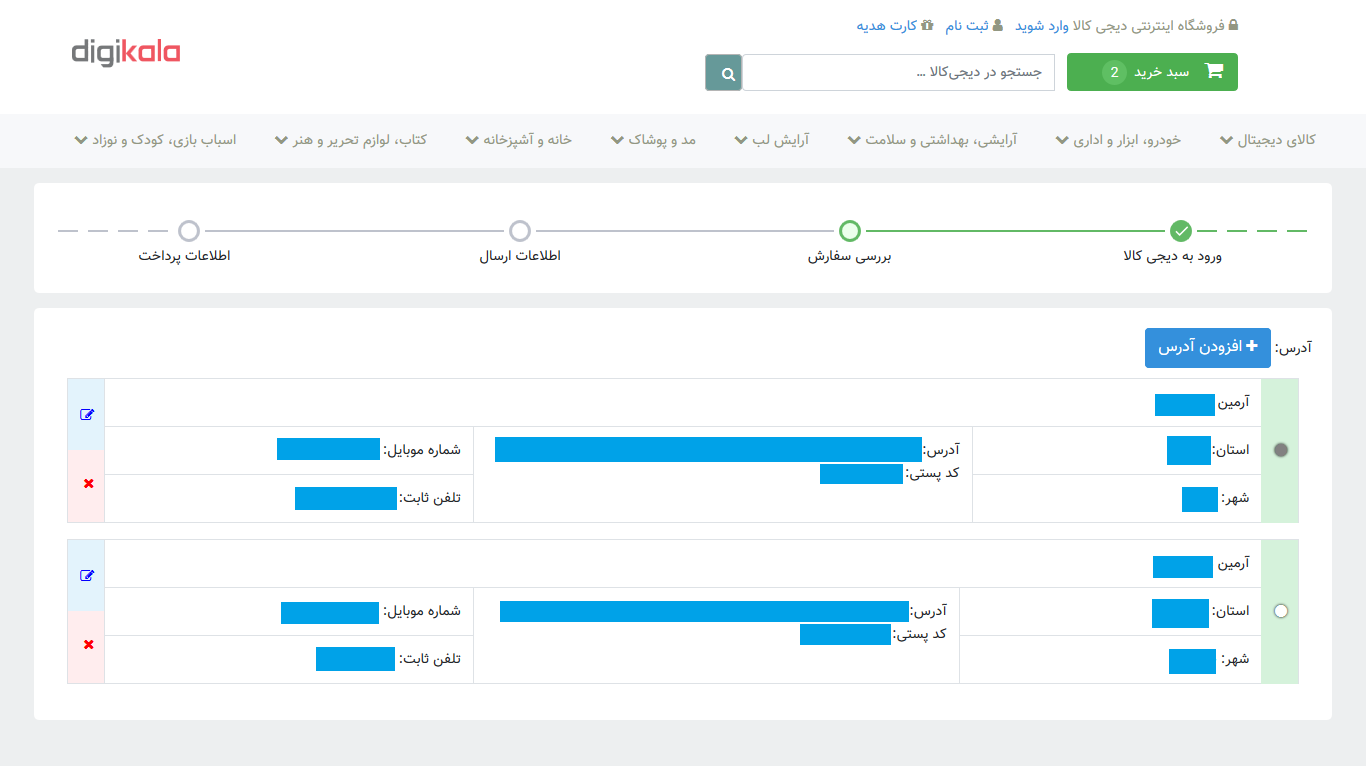 فروشگاه اینترنتی دیجی کالا وارد شوید ثبت نام کارت هدیه
digikala
سبد خرید 2
جستجو در دیجی‌کالا ...
کالای دیجیتال خودرو، ابزار و اداری آرایشی، بهداشتی و سلامت آرایش لب مد و پوشاک خانه و آشپزخانه کتاب، لوازم تحریر و هنر اسباب بازی، کودک و نوزاد
ورود به دیجی کالا بررسی سفارش اطلاعات ارسال اطلاعات پرداخت
آدرس: افزودن آدرس
آرمین
استان: آدرس: شماره موبایل:
کد پستی:
شهر: تلفن ثابت:
آرمین
استان: آدرس: شماره موبایل:
کد پستی:
شهر: تلفن ثابت: